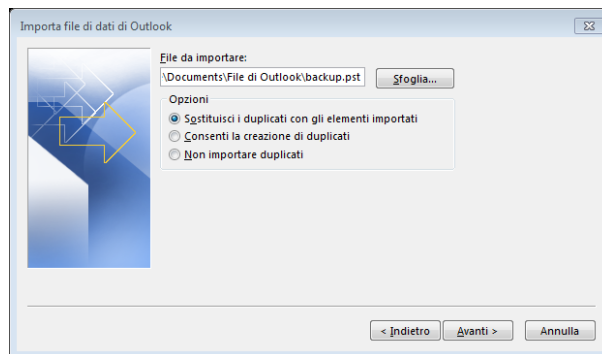 Importa file di dati di Outlook
File da importare:
\Documents\File di Outlook\backup.pst
Sfoglia...
Opzioni
Sostituisci i duplicati con gli elementi importati
Consenti la creazione di duplicati
Non importare duplicati
< Indietro Avanti > Annulla